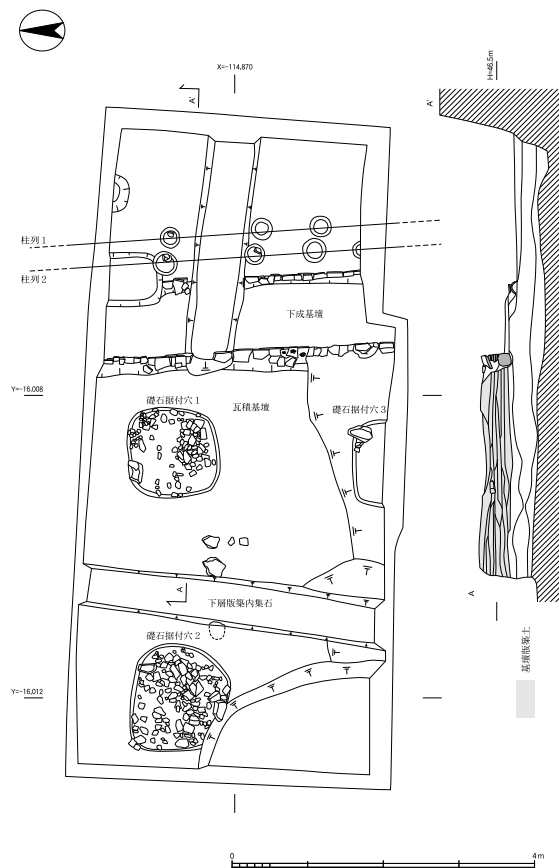 X=-114,870
H=46.5m
A'
A'
柱列1
柱列2
下成基壇
Y=-16,008
礎石据付穴1
瓦積基壇
礎石据付穴3
A
A
下層版築内集石
礎石据付穴2
基壇版築土
Y=-16,012
0
4m